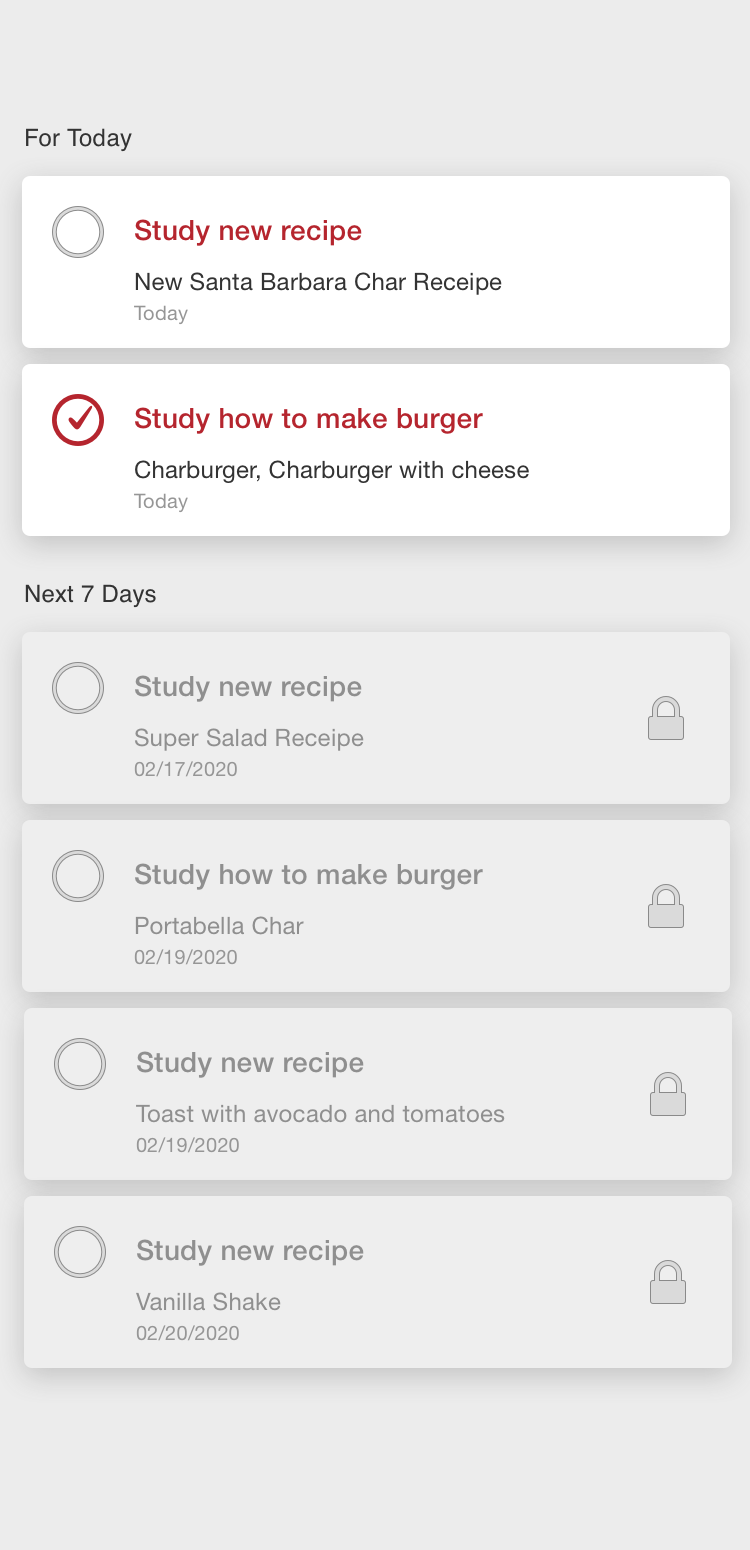 For Today
Study new recipe
New Santa Barbara Char Receipe
Today
Study how to make burger
Charburger, Charburger with cheese
Today
Next 7 Days
Study new recipe
Super Salad Receipe
02/17/2020
Study how to make burger
Portabella Char
02/19/2020
Study new recipe
Toast with avocado and tomatoes
02/19/2020
Study new recipe
Vanilla Shake
02/20/2020